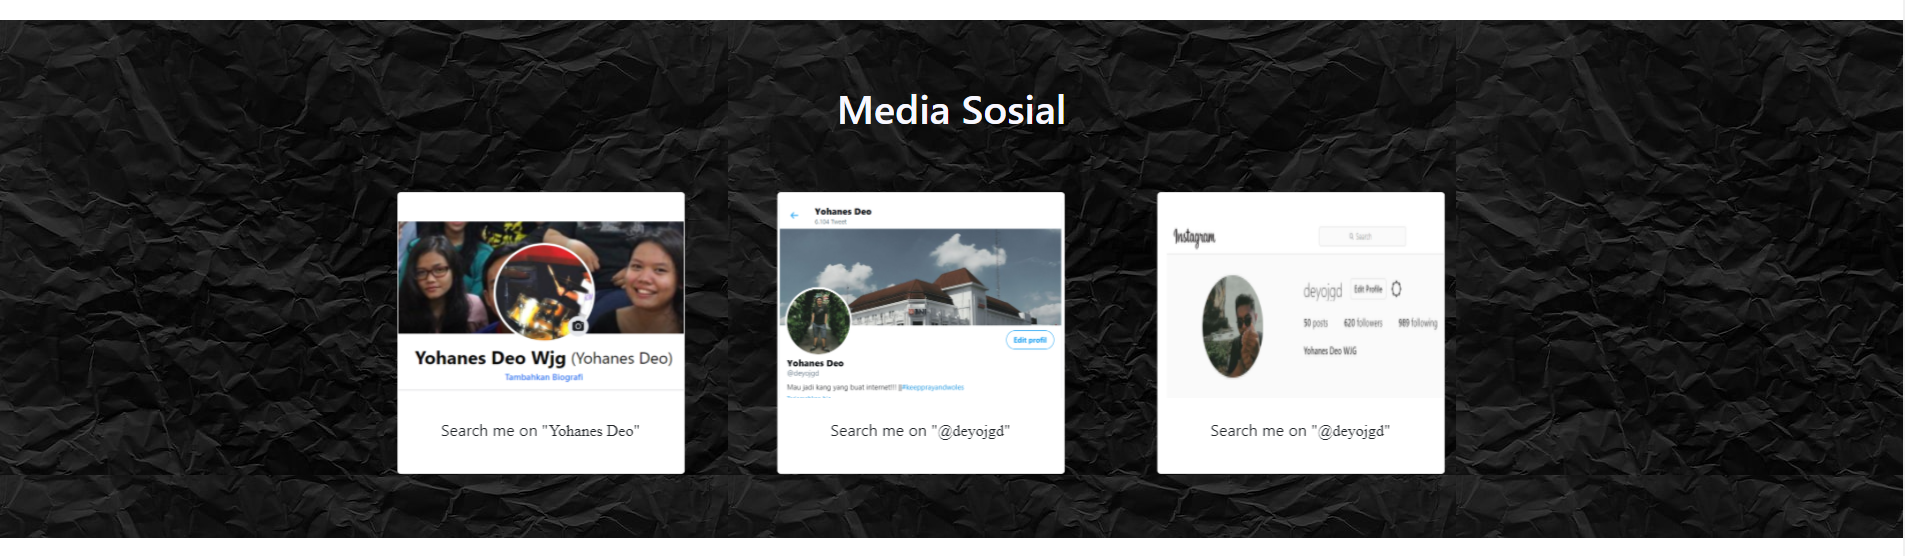 Media Sosial
Yohanes Deo Wjg (Yohanes Deo)
Tambahkan Biografi
Search me on "Yohanes Deo"
Yohanes Deo
6.104 Tweet
BNI
Edit profil
Yohanes Deo
@deyojgd
Mau jadi kang yang buat internet!!! ||#keepprayandwoles
Search me on "@deyojgd"
Instagram
Search
deyojgd Edit Profile
50 posts 620 followers 989 following
Yohanes Deo WJG
Search me on "@deyojgd"